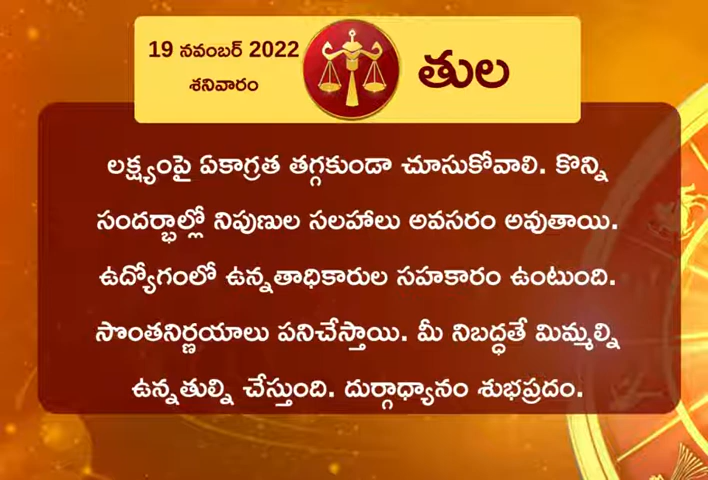 19 నవంబర్ 2022
శనివారం
తుల
లక్ష్యంపై ఏకాగ్రత తగ్గకుండా చూసుకోవాలి. కొన్ని
సందర్భాల్లో నిపుణుల సలహాలు అవసరం అవుతాయి.
ఉద్యోగంలో ఉన్నతాధికారుల సహకారం ఉంటుంది.
సొంతనిర్ణయాలు పనిచేస్తాయి. మీ నిబద్ధతే మిమ్మల్ని
ఉన్నతుల్ని చేస్తుంది. దుర్గాధ్యానం శుభప్రదం.